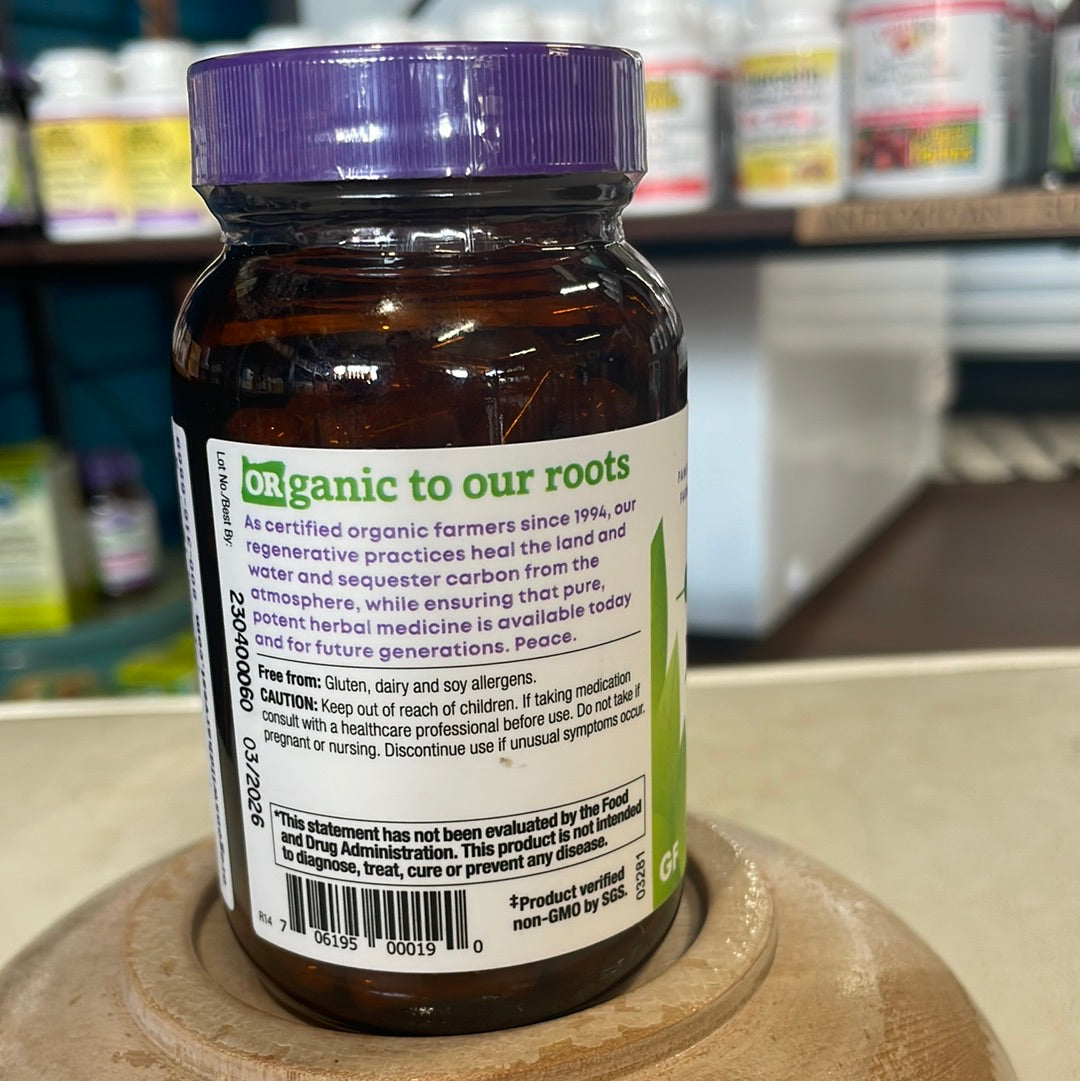 ORganic to our roots
As certified organic farmers since 1994, our
regenerative practices heal the land and
water and sequester carbon from the
atmosphere, while ensuring that pure,
potent herbal medicine is available today
and for future generations. Peace.
Free from: Gluten, dairy and soy allergens.
CAUTION: Keep out of reach of children. If taking medication
consult with a healthcare professional before use. Do not take if
pregnant or nursing. Discontinue use if unusual symptoms occur.
*This statement has not been evaluated by the Food
and Drug Administration. This product is not intended
to diagnose, treat, cure or prevent any disease.
‡Product verified
non-GMO by SGS.
R14
7 06195 00019 0
03281
Lot No./Best By:
230400060 03/2026
GF
ANTIOXIDAN